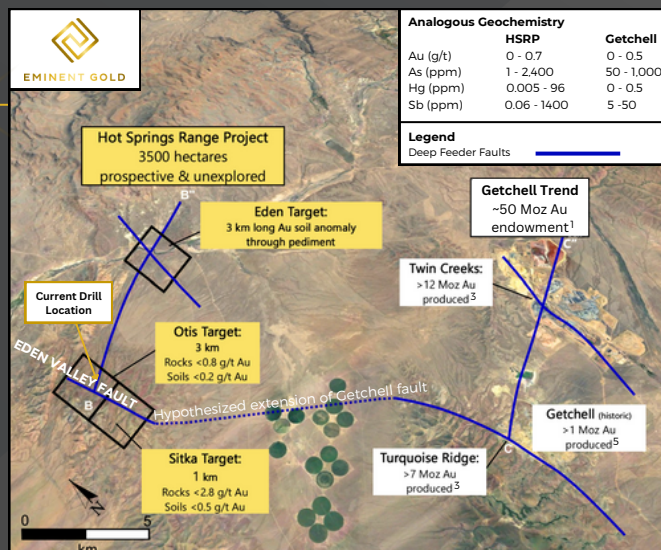 EMINENT GOLD
Analogous Geochemistry
HSRP Getchell
Au (g/t) 0 - 0.7 0 - 0.5
As (ppm) 1 - 2,400 50 - 1,000
Hg (ppm) 0.005 - 96 0 - 0.5
Sb (ppm) 0.06 - 1400 5 -50
Legend
Deep Feeder Faults
Hot Springs Range Project
3500 hectares
prospective & unexplored
B"
Getchell Trend
~50 Moz Au
endowment1
C"
Eden Target:
3 km long Au soil anomaly
through pediment
Twin Creeks:
>12 Moz Au
produced3
Current Drill
Location
Otis Target:
3 km
Rocks <0.8 g/t Au
Soils <0.2 g/t Au
EDEN VALLEY FAULT
B
Hypothesized extension of Getchell fault
Getchell (historic)
>1 Moz Au
produced5
C
Turquoise Ridge:
>7 Moz Au
produced3
Sitka Target:
1 km
Rocks <2.8 g/t Au
Soils <0.5 g/t Au
N
0 5
km